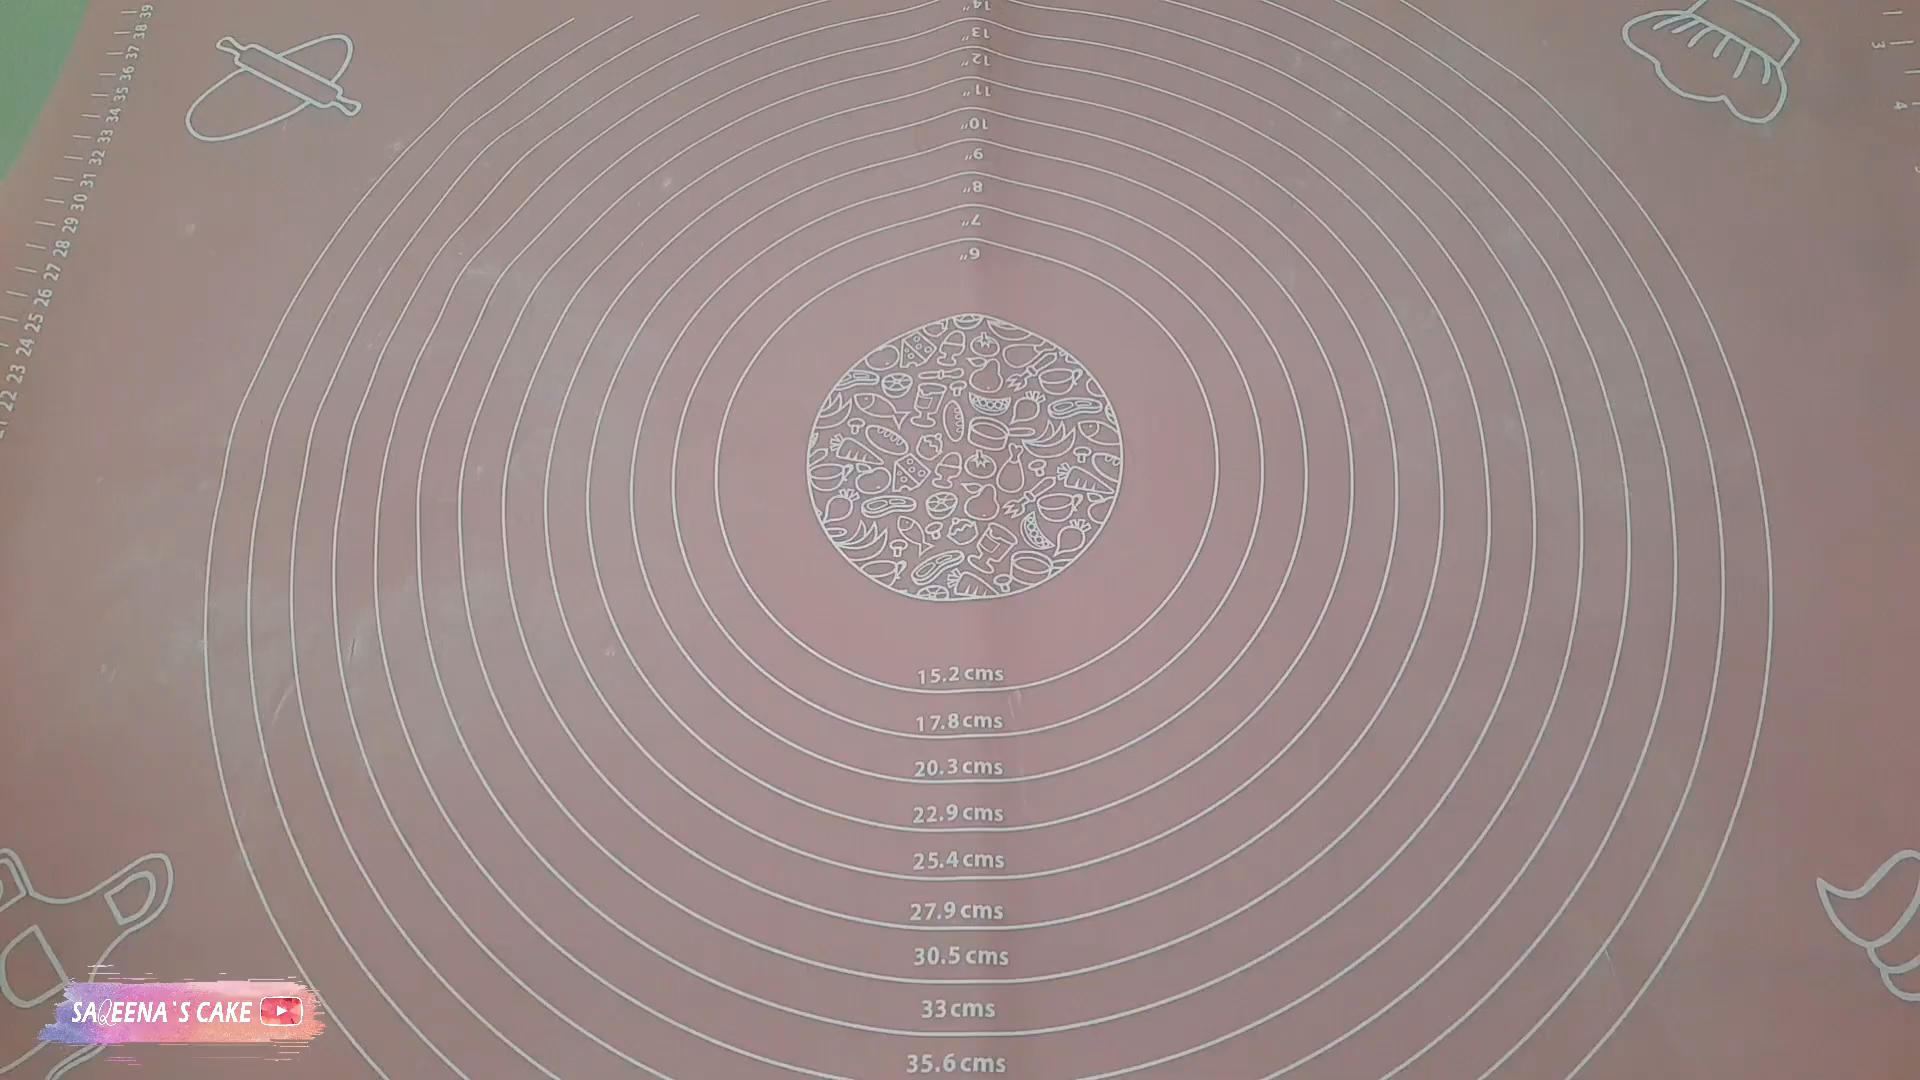 14"
13"
12"
11"
10"
9"
8"
7"
6"
39
38
37
36
35
34
33
32
31
30
29
28
27
26
25
24
23
22
3
4
15.2 cms
17.8 cms
20.3 cms
22.9 cms
25.4 cms
27.9 cms
30.5 cms
33 cms
35.6 cms
SAQEENA`S CAKE